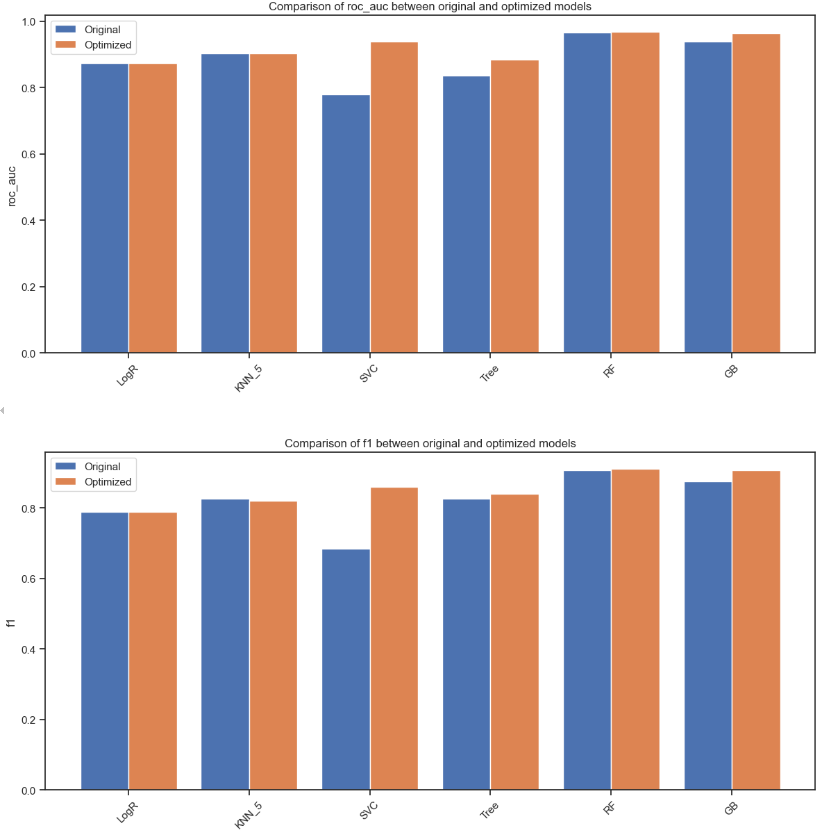 Comparison of roc_auc between original and optimized models
Original
Optimized
1.0
0.8
0.6
0.4
0.2
0.0
roc_auc
LogR
KNN_5
SVC
Tree
RF
GB
Comparison of f1 between original and optimized models
Original
Optimized
0.8
0.6
0.4
0.2
0.0
f1
LogR
KNN_5
SVC
Tree
RF
GB